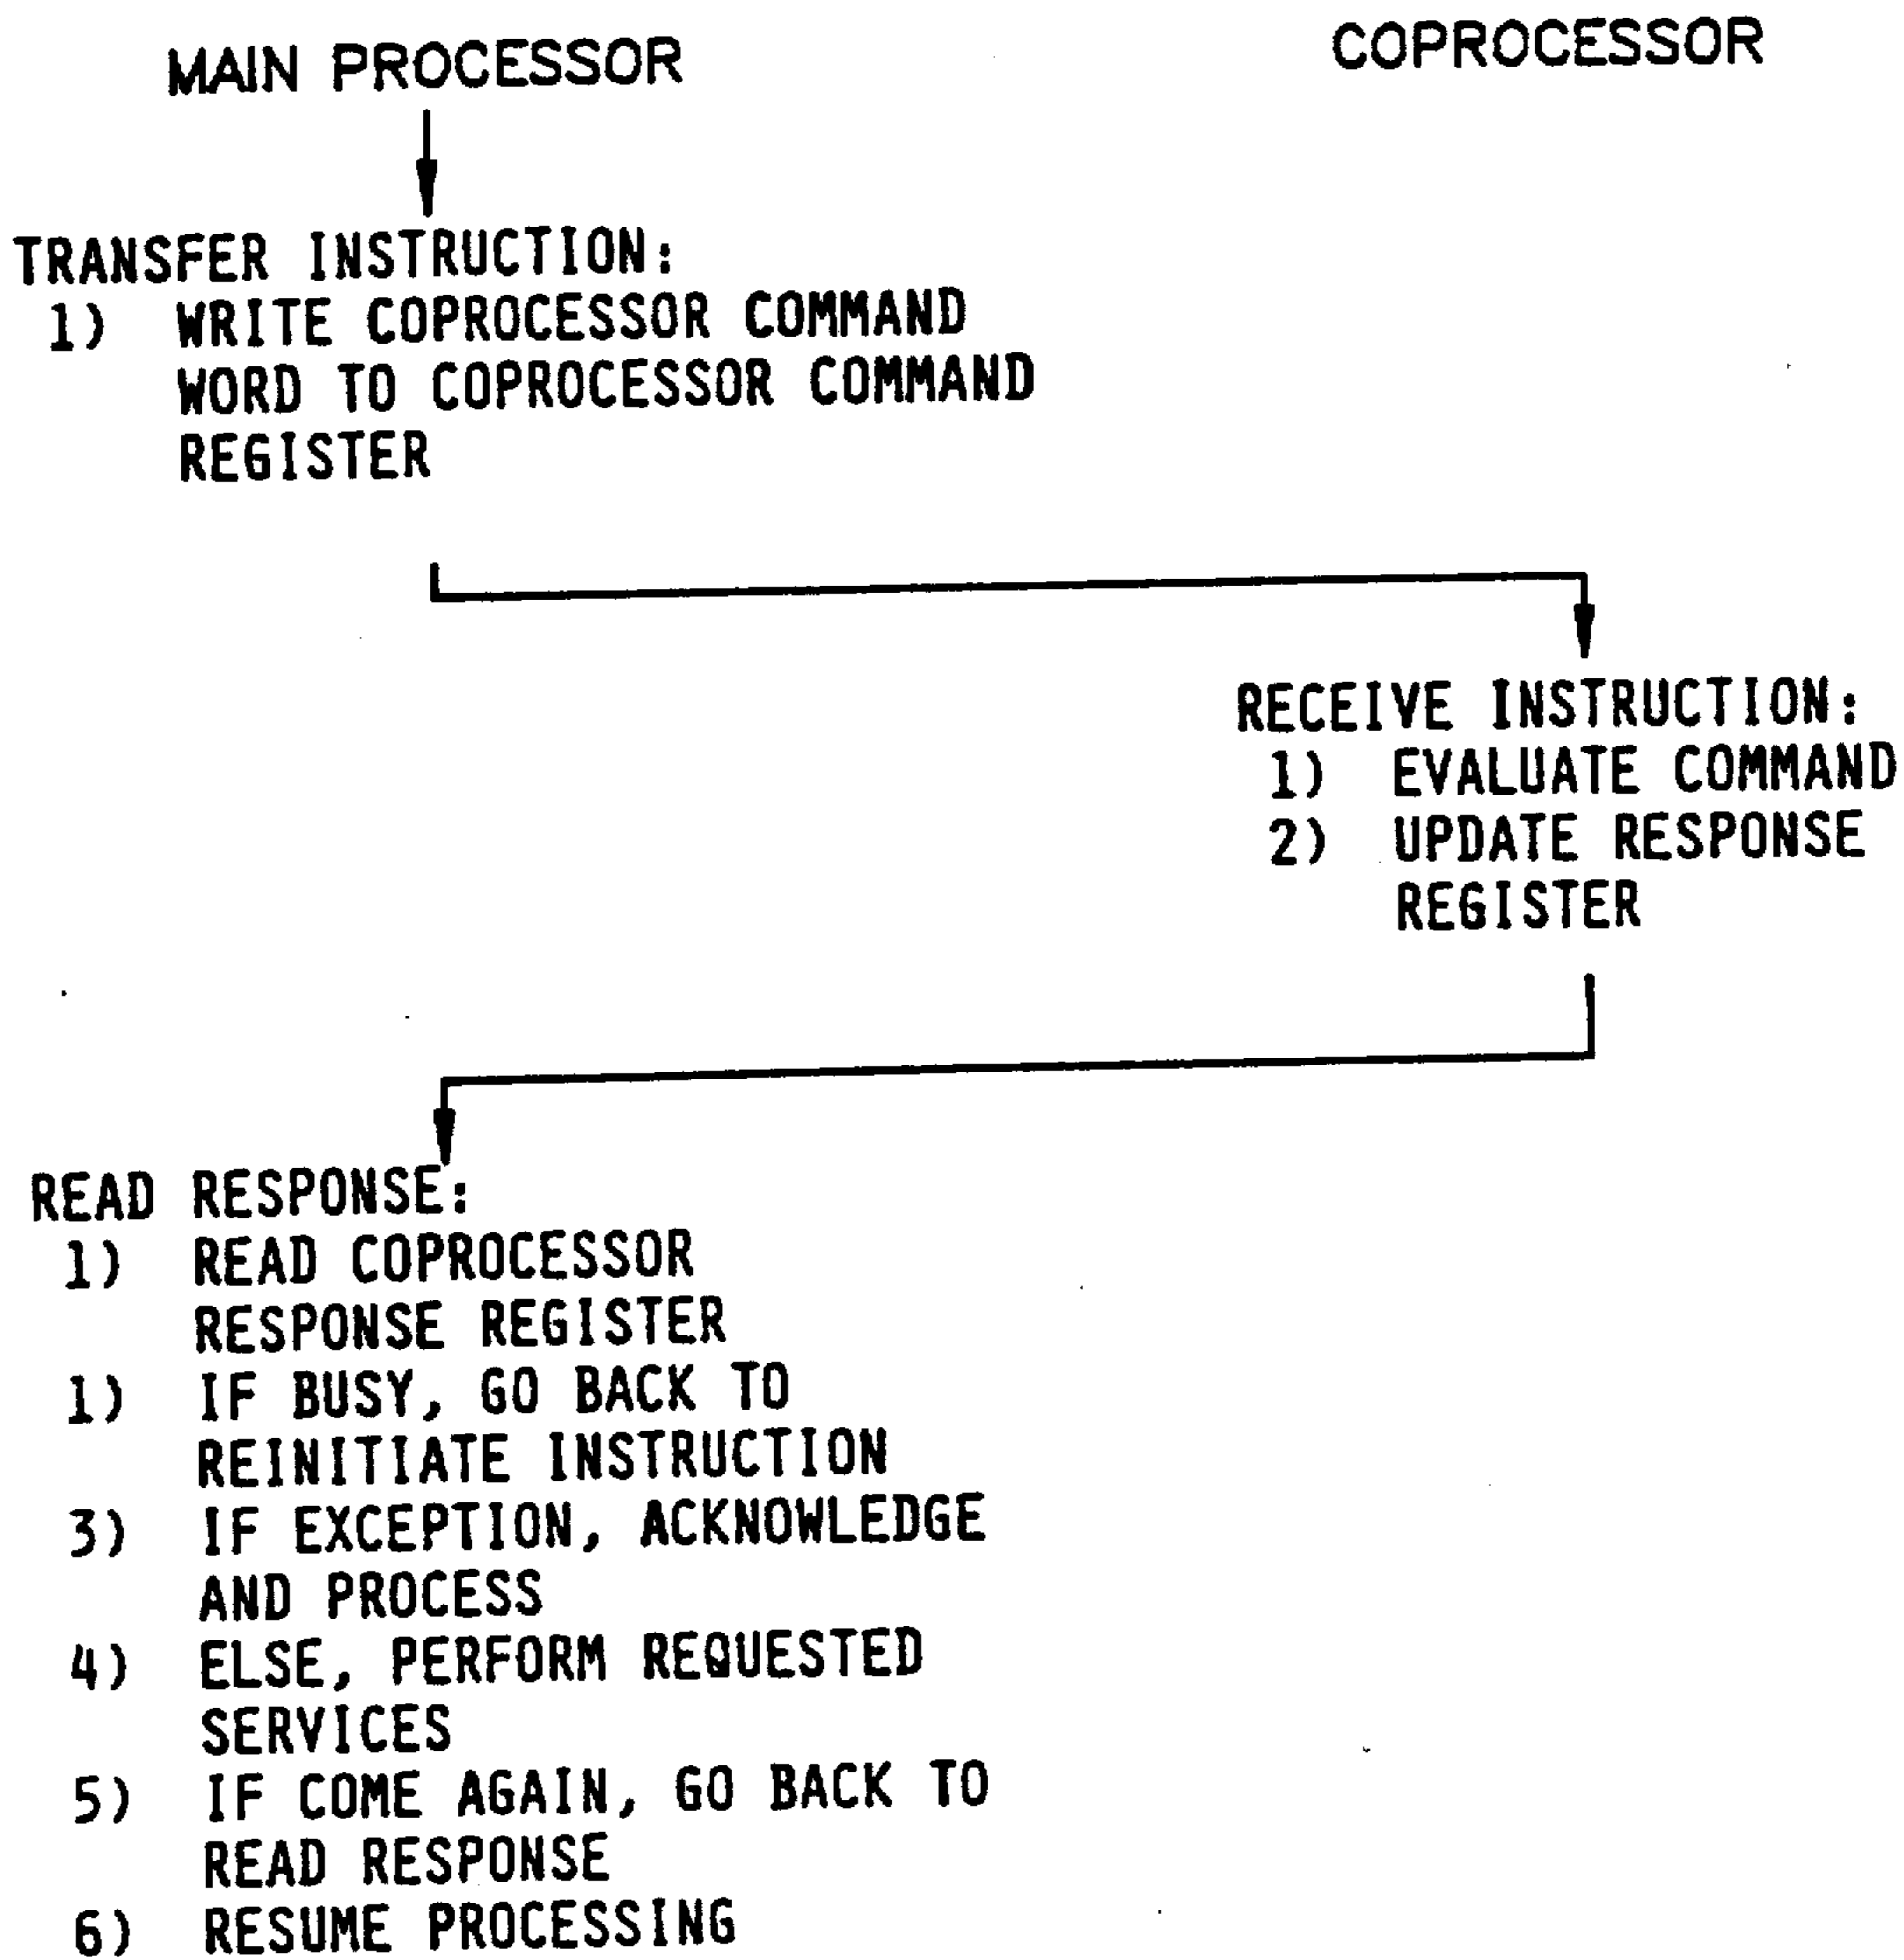 MAIN PROCESSOR
COPROCESSOR
TRANSFER INSTRUCTION:
1) WRITE COPROCESSOR COMMAND
WORD TO COPROCESSOR COMMAND
REGISTER
RECEIVE INSTRUCTION:
1) EVALUATE COMMAND
2) UPDATE RESPONSE
REGISTER
READ RESPONSE:
1) READ COPROCESSOR
RESPONSE REGISTER
1) IF BUSY, GO BACK TO
REINITIATE INSTRUCTION
3) IF EXCEPTION, ACKNOWLEDGE
AND PROCESS
4) ELSE, PERFORM REQUESTED
SERVICES
5) IF COME AGAIN, GO BACK TO
READ RESPONSE
6) RESUME PROCESSING